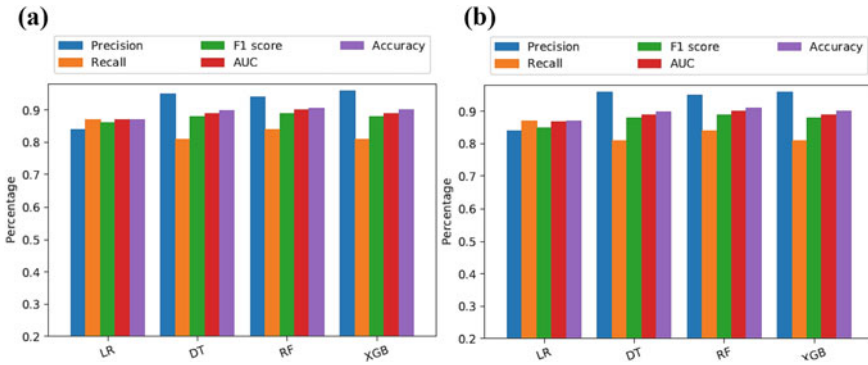 (a)
Precision F1 score Accuracy
Recall AUC
0.9
0.8
0.7
0.6
0.5
0.4
0.3
0.2
Percentage
LR DT RF XGB
(b)
Precision F1 score Accuracy
Recall AUC
0.9
0.8
0.7
0.6
0.5
0.4
0.3
0.2
Percentage
LR DT RF XGB